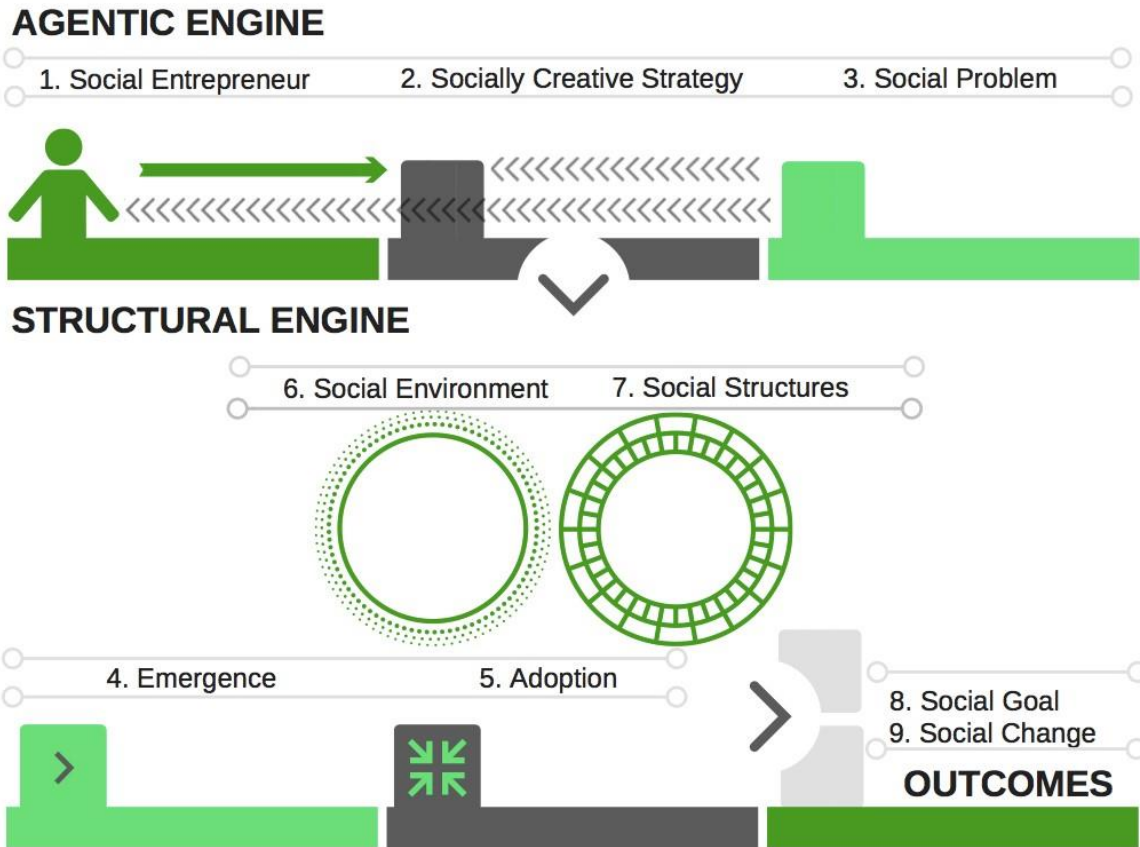 AGENTIC ENGINE
1. Social Entrepreneur
2. Socially Creative Strategy
3. Social Problem
STRUCTURAL ENGINE
6. Social Environment
7. Social Structures
4. Emergence
5. Adoption
8. Social Goal
9. Social Change
OUTCOMES